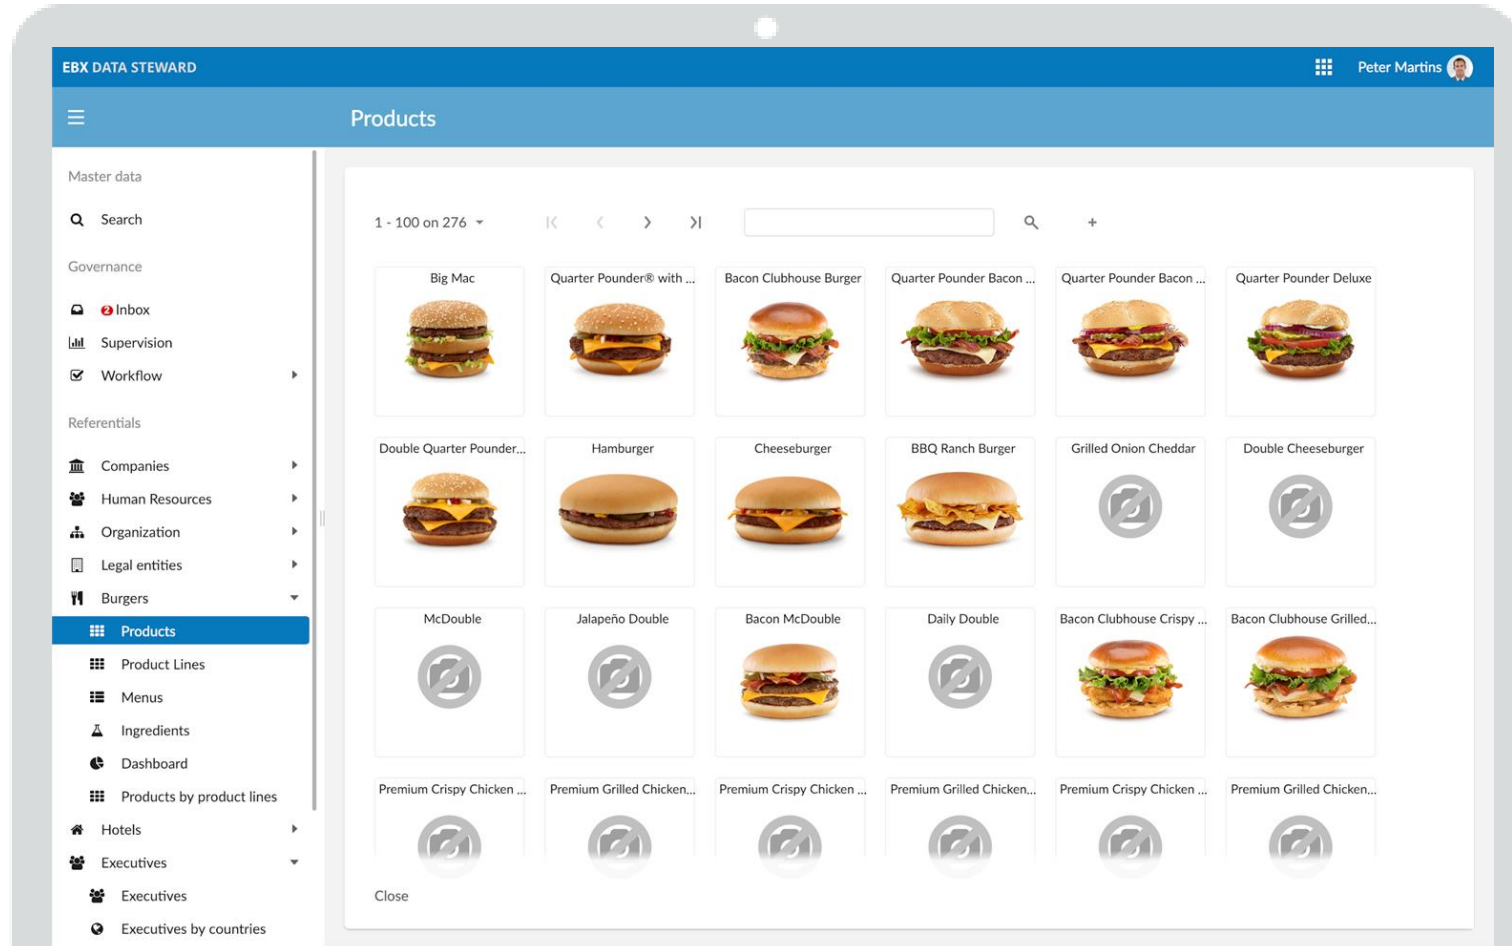 EBX DATA STEWARD
Peter Martins
Products
Master data
Search
Governance
2 Inbox
Supervision
Workflow
Referentials
Companies
Human Resources
Organization
Legal entities
Burgers
Products
Product Lines
Menus
Ingredients
Dashboard
Products by product lines
Hotels
Executives
Executives
Executives by countries
1 - 100 on 276
Big Mac
Quarter Pounder® with ...
Bacon Clubhouse Burger
Quarter Pounder Bacon ...
Quarter Pounder Bacon ...
Quarter Pounder Deluxe
Double Quarter Pounder...
Hamburger
Cheeseburger
BBQ Ranch Burger
Grilled Onion Cheddar
Double Cheeseburger
McDouble
Jalapeño Double
Bacon McDouble
Daily Double
Bacon Clubhouse Crispy ...
Bacon Clubhouse Grilled...
Premium Crispy Chicken ...
Premium Grilled Chicken...
Premium Crispy Chicken ...
Premium Grilled Chicken...
Premium Crispy Chicken ...
Premium Grilled Chicken...
Close